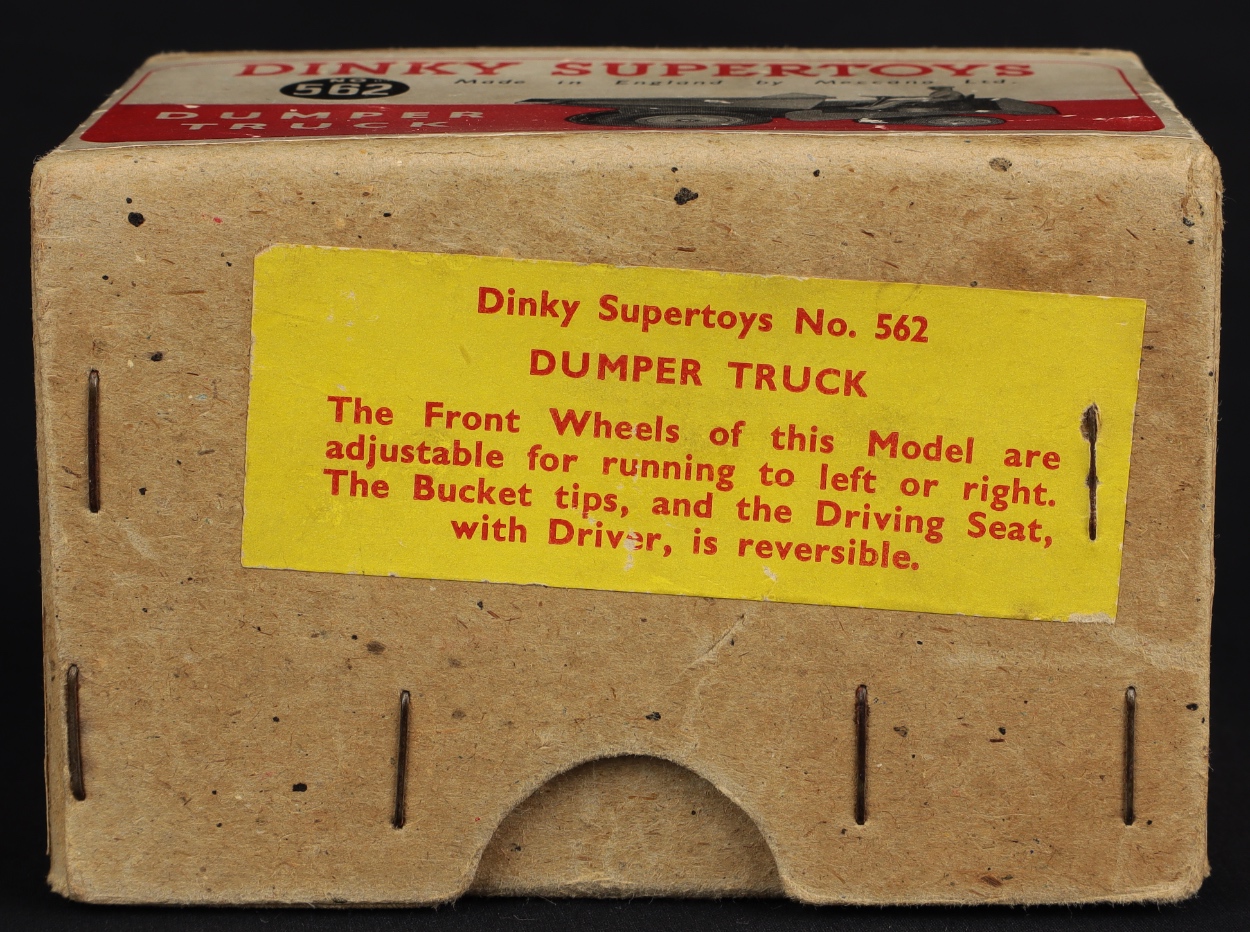 DINKY SUPERTOYS
NO
562
Made in England by Meccano Ltd.
DUMPER
TRUCK
Dinky Supertoys No. 562
DUMPER TRUCK
The Front Wheels of this Model are
adjustable for running to left or right.
The Bucket tips, and the Driving Seat,
with Driver, is reversible.